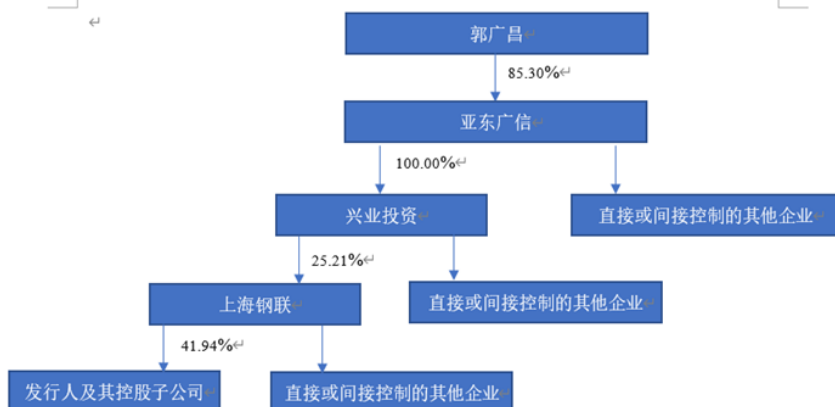 郭广昌
85.30%
亚东广信
100.00%
兴业投资
直接或间接控制的其他企业
25.21%
上海钢联
直接或间接控制的其他企业
41.94%
发行人及其控股子公司
直接或间接控制的其他企业